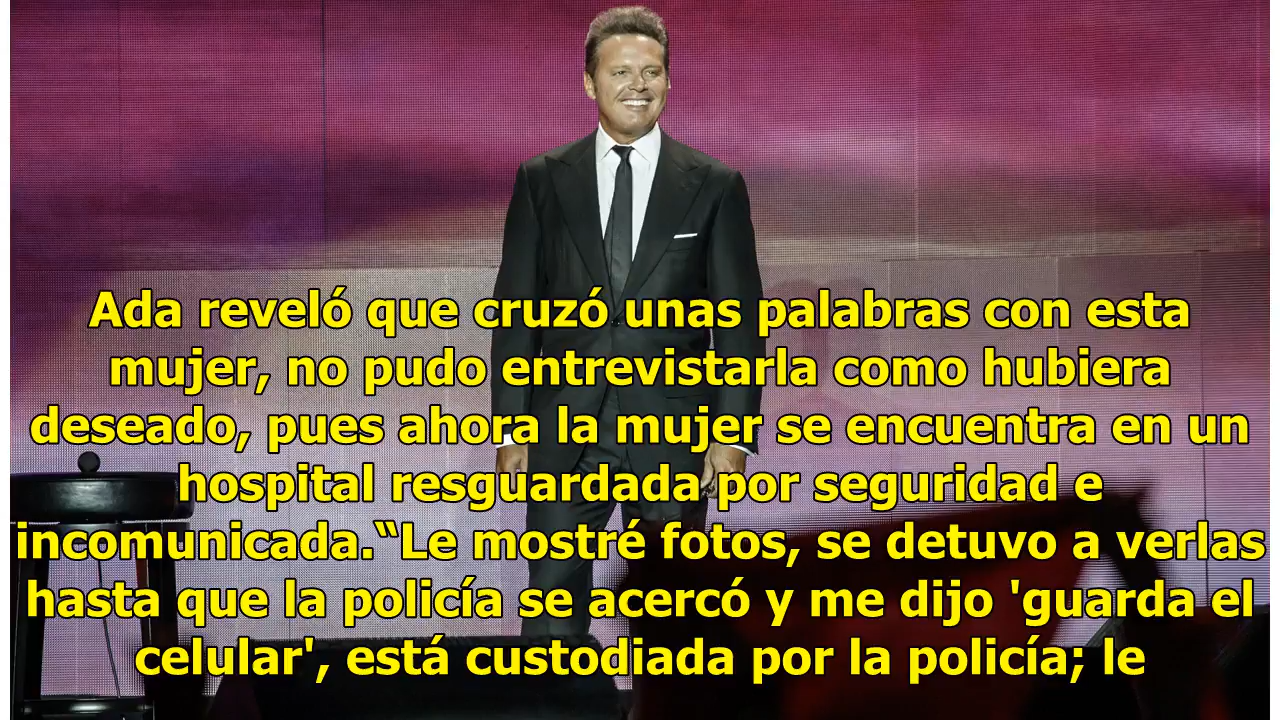 Ada reveló que cruzó unas palabras con esta
mujer, no pudo entrevistarla como hubiera
deseado, pues ahora la mujer se encuentra en un
hospital resguardada por seguridad e
incomunicada.“Le mostré fotos, se detuvo a verlas
hasta que la policía se acercó y me dijo 'guarda el
celular', está custodiada por la policía; le